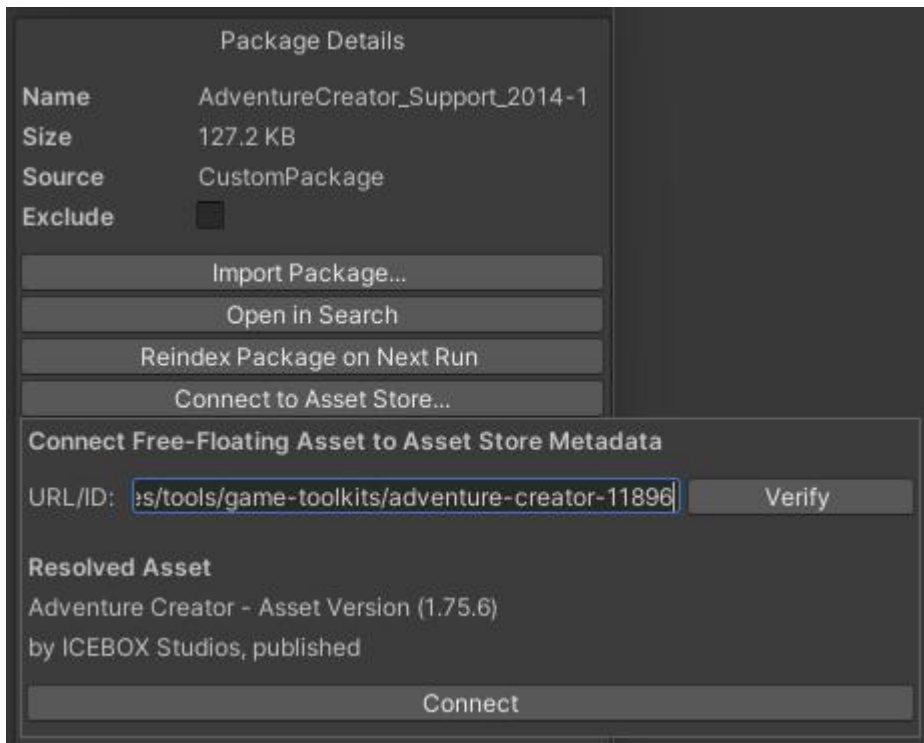 Package Details
Name AdventureCreator_Support_2014-1
Size 127.2 KB
Source CustomPackage
Exclude
Import Package...
Open in Search
Reindex Package on Next Run
Connect to Asset Store...
Connect Free-Floating Asset to Asset Store Metadata
URL/ID: es/tools/game-toolkits/adventure-creator-11896 Verify
Resolved Asset
Adventure Creator - Asset Version (1.75.6)
by ICEBOX Studios, published
Connect